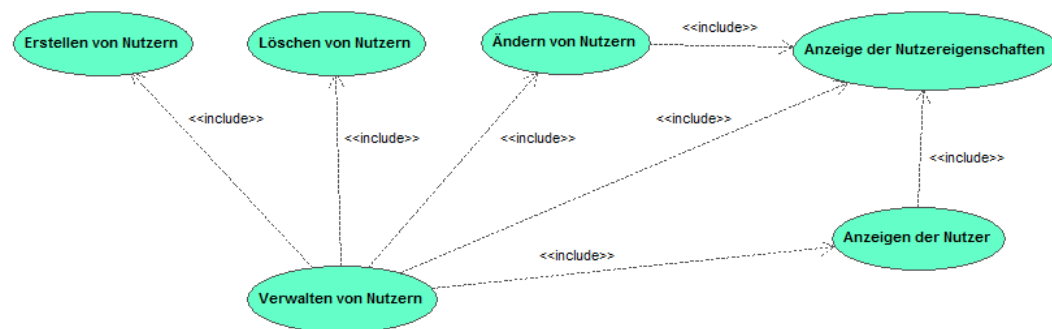 Erstellen von Nutzern
Löschen von Nutzern
Ändern von Nutzern
<<include>>
Anzeige der Nutzereigenschaften
<<include>>
<<include>>
<<include>>
<<include>>
<<include>>
Anzeigen der Nutzer
<<include>>
Verwalten von Nutzern